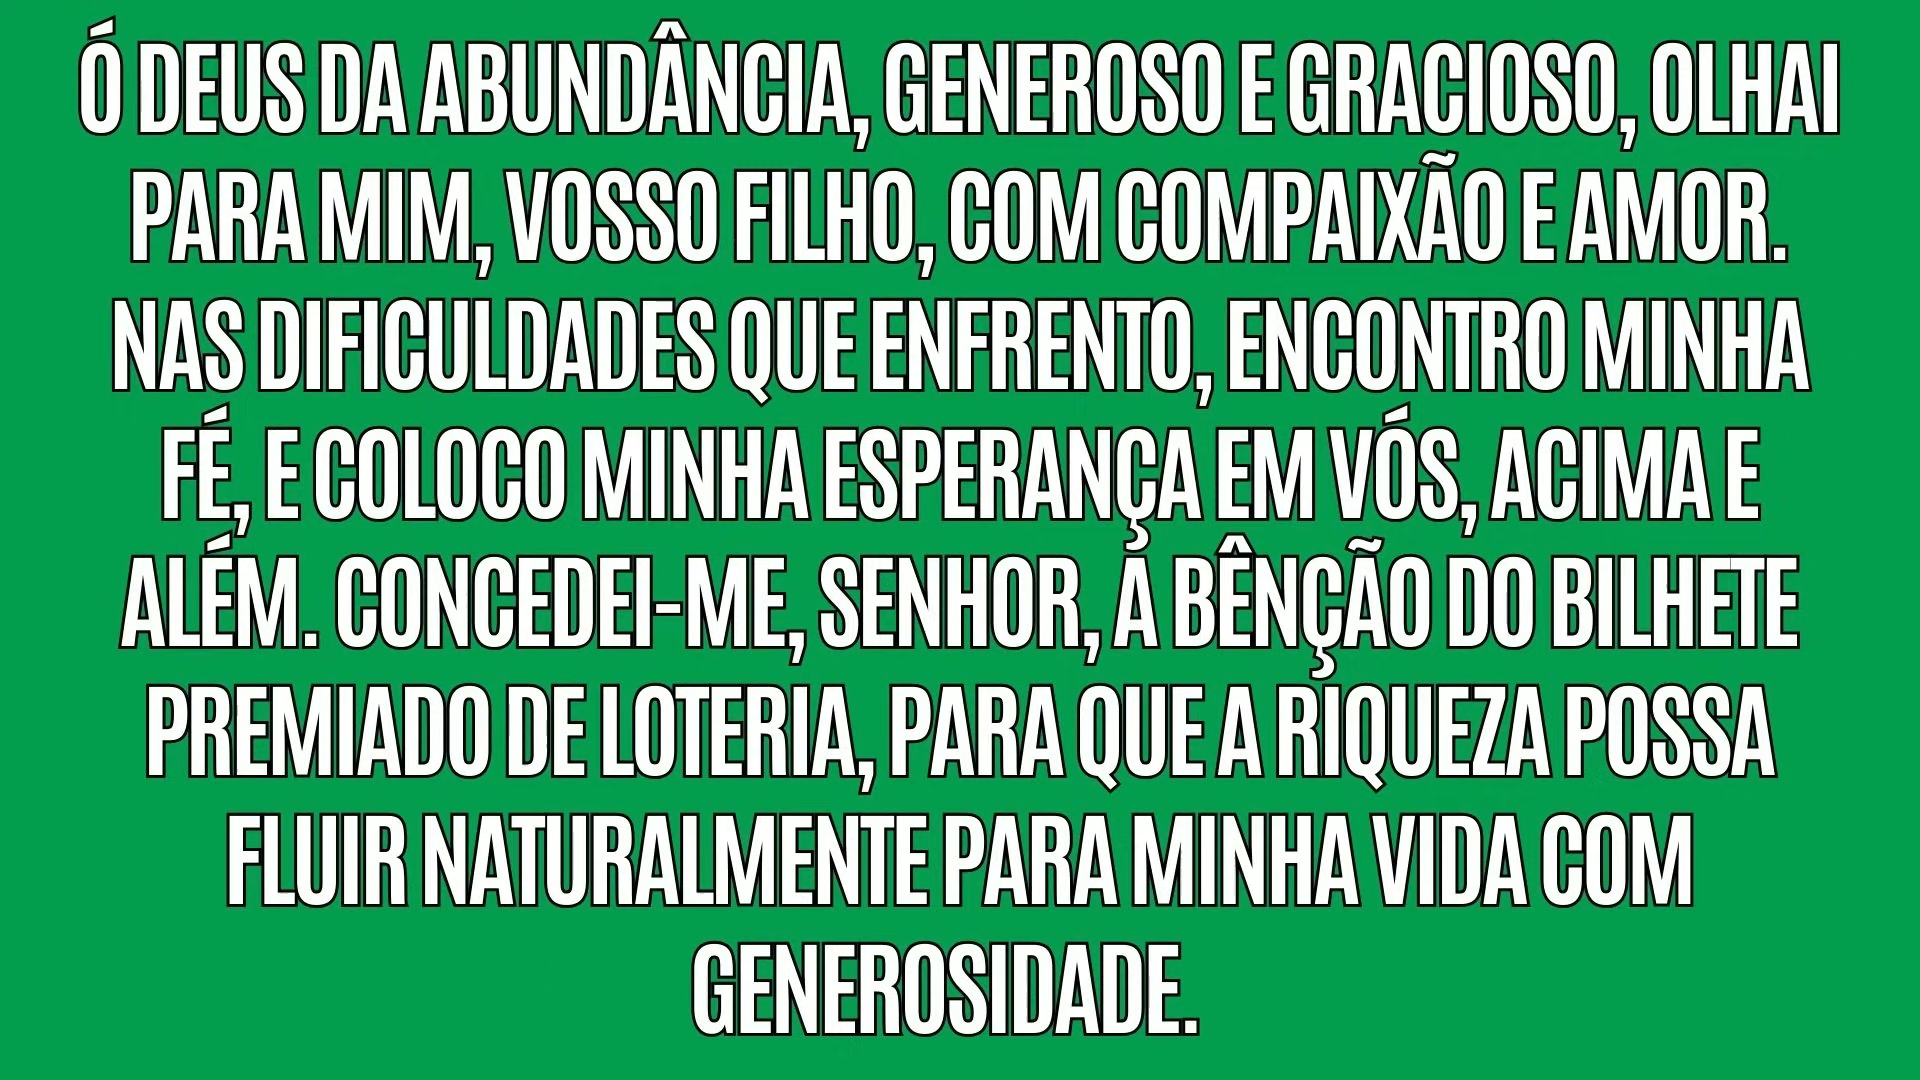 Ó DEUS DA ABUNDÂNCIA, GENEROSO E GRACIOSO, OLHAI
PARA MIM, VOSSO FILHO, COM COMPAIXÃO E AMOR.
NAS DIFICULDADES QUE ENFRENTO, ENCONTRO MINHA
FÉ, E COLOCO MINHA ESPERANÇA EM VÓS, ACIMA E
ALÉM. CONCEDEI-ME, SENHOR, A BÊNÇÃO DO BILHETE
PREMIADO DE LOTERIA, PARA QUE A RIQUEZA POSSA
FLUIR NATURALMENTE PARA MINHA VIDA COM
GENEROSIDADE.